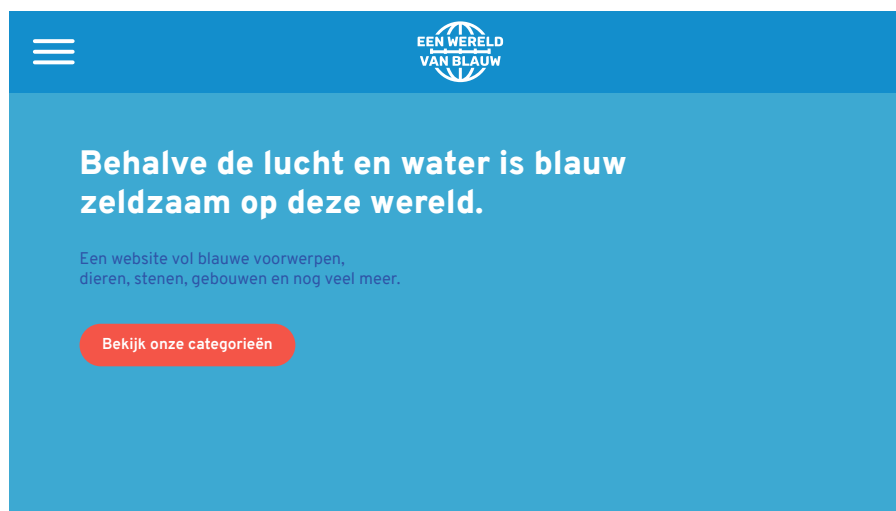 EEN WERELD
VAN BLAUW
Behalve de lucht en water is blauw
zeldzaam op deze wereld.
Een website vol blauwe voorwerpen,
dieren, stenen, gebouwen en nog veel meer.
Bekijk onze categorieën